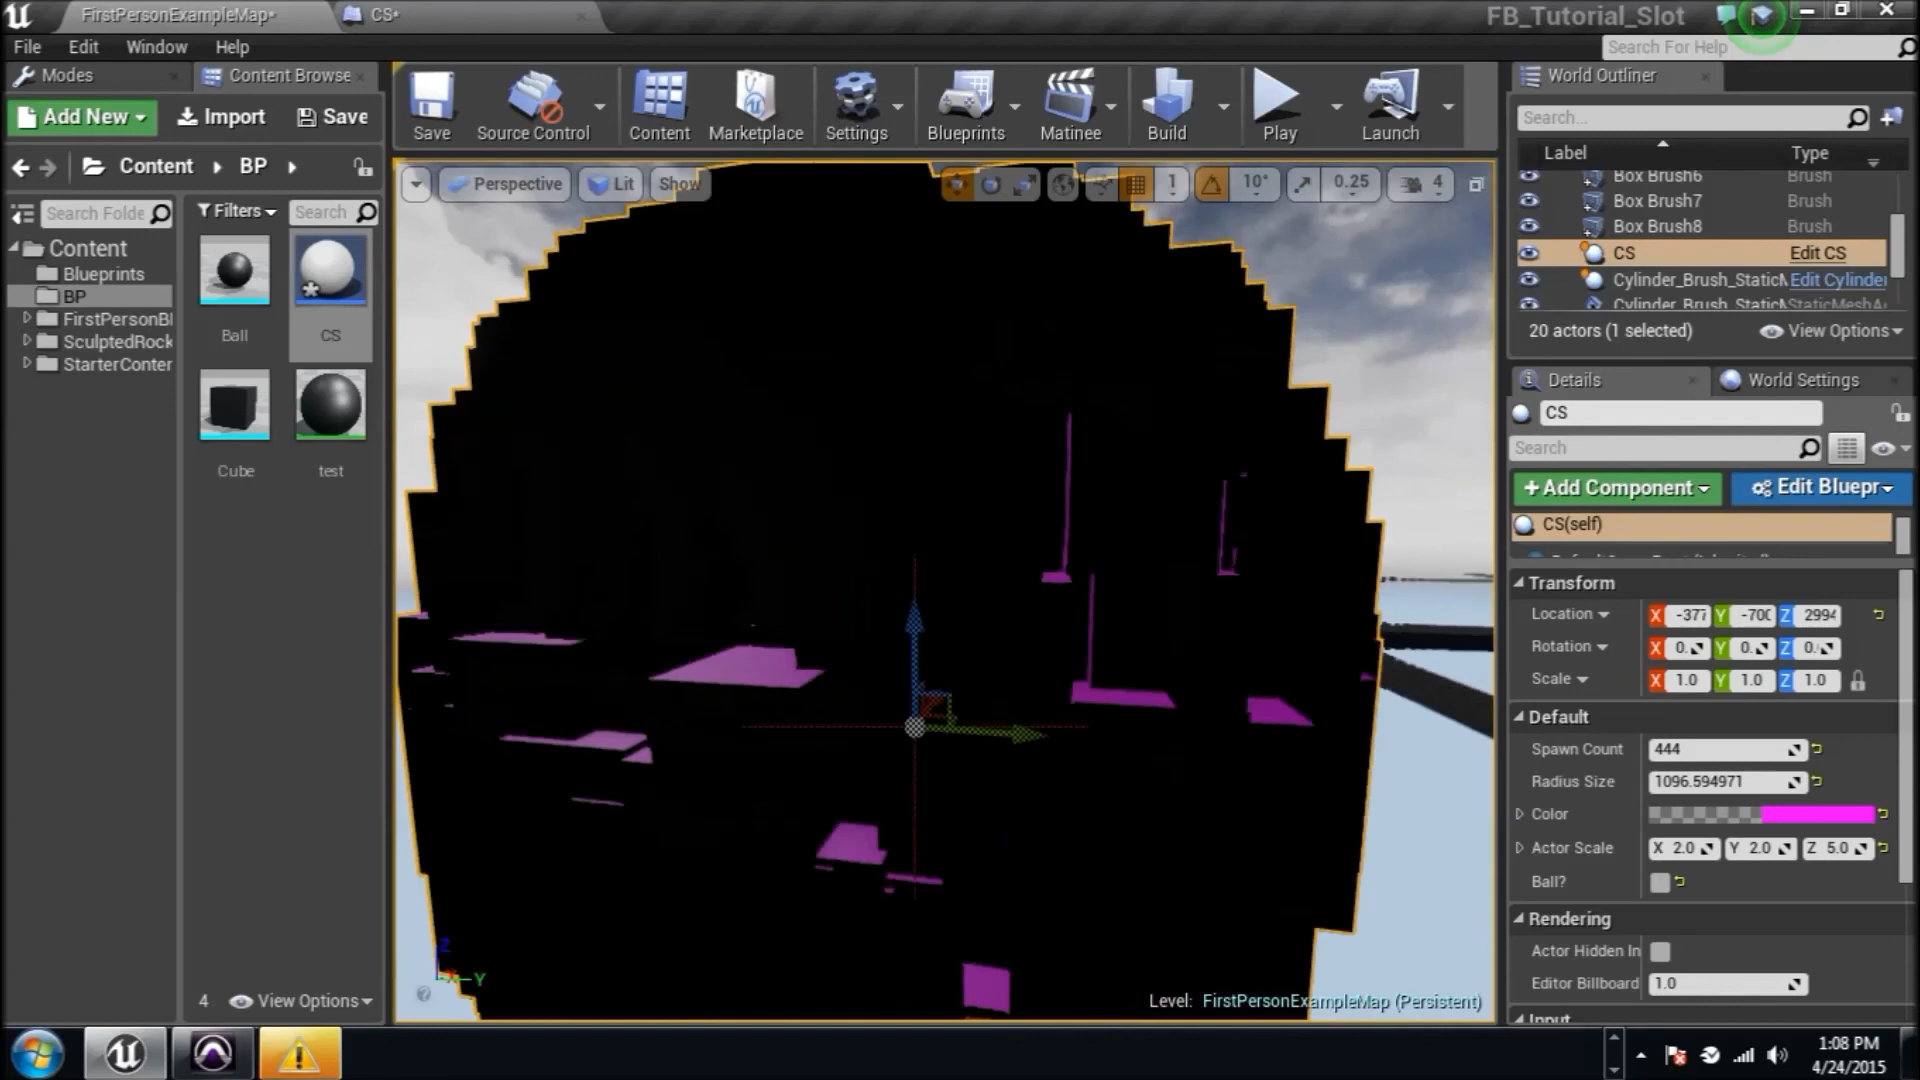 FirstPersonExampleMap*
CS*
FB_Tutorial_Slot
File Edit Window Help
Search For Help
Modes
Content Browse
World Outliner
Add New
Import
Save
Save
Source Control
Content
Marketplace
Settings
Blueprints
Matinee
Build
Play
Launch
Search...
Label
Type
Content
BP
Box Brush6 Brush
Box Brush7 Brush
Box Brush8 Brush
CS Edit CS
Cylinder_Brush_StaticM Edit Cylinder
Cylinder_Brush_StaticM StaticMeshA
20 actors (1 selected)
View Options
Perspective
Lit
Show
1
10°
0.25
4
Search Folde
Filters
Search
Content
Blueprints
BP
FirstPersonB
SculptedRock
StarterConter
Ball
CS
Cube
test
Details
World Settings
CS
Search
+Add Component
Edit Bluepr
CS(self)
Transform
Location X -377 Y -700 Z 2994
Rotation X 0. Y 0. Z 0.
Scale X 1.0 Y 1.0 Z 1.0
Default
Spawn Count 444
Radius Size 1096.594971
Color
Actor Scale X 2.0 Y 2.0 Z 5.0
Ball?
Rendering
Actor Hidden In
Editor Billboard 1.0
Input
Z
Y
Level: FirstPersonExampleMap (Persistent)
4
View Options
1:08 PM
4/24/2015